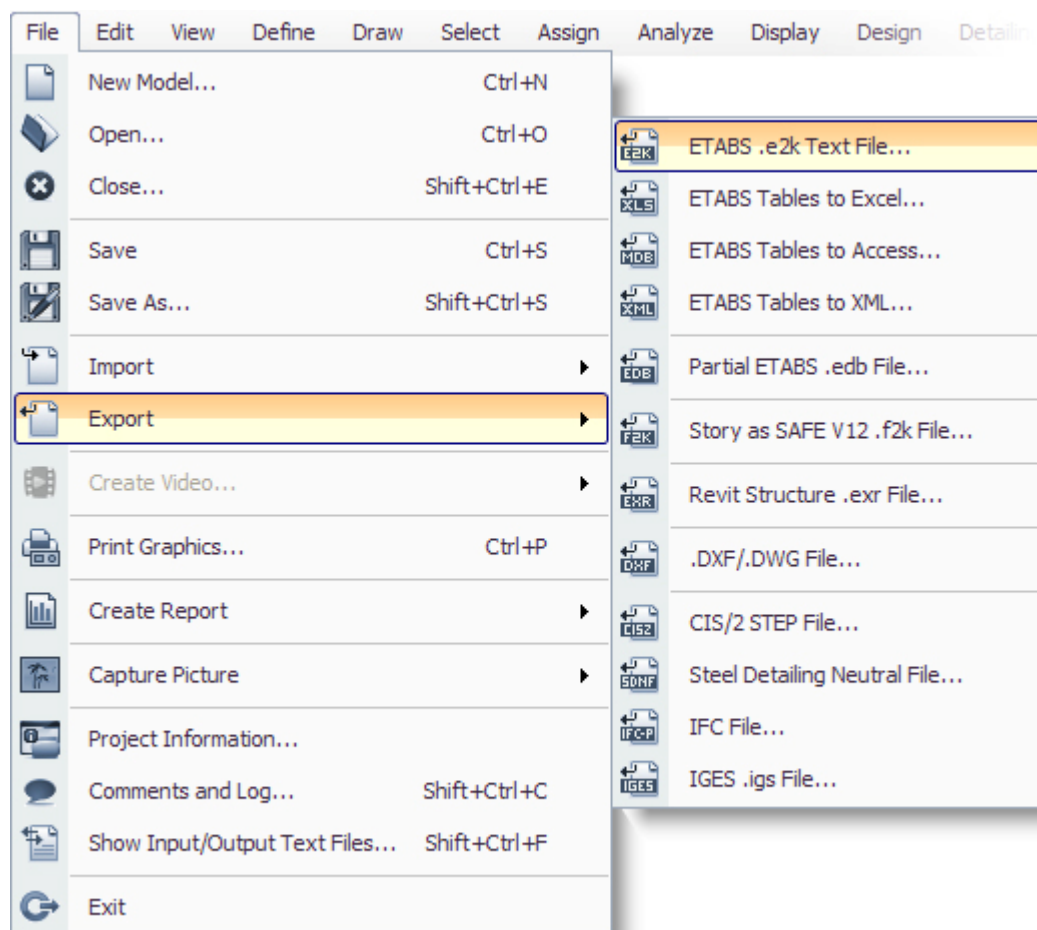 File Edit View Define Draw Select Assign Analyze Display Design Detailin
New Model... Ctrl+N
Open... Ctrl+O
Close... Shift+Ctrl+E
Save Ctrl+S
Save As... Shift+Ctrl+S
Import
Export
Create Video...
Print Graphics... Ctrl+P
Create Report
Capture Picture
Project Information...
Comments and Log... Shift+Ctrl+C
Show Input/Output Text Files... Shift+Ctrl+F
Exit
E2K ETABS .e2k Text File...
XLS ETABS Tables to Excel...
MDB ETABS Tables to Access...
XML ETABS Tables to XML...
EDB Partial ETABS .edb File...
F2K Story as SAFE V12 .f2k File...
EXR Revit Structure .exr File...
DXF .DXF/.DWG File...
CIS2 CIS/2 STEP File...
SDNF Steel Detailing Neutral File...
IFC-P IFC File...
IGES IGES .igs File...